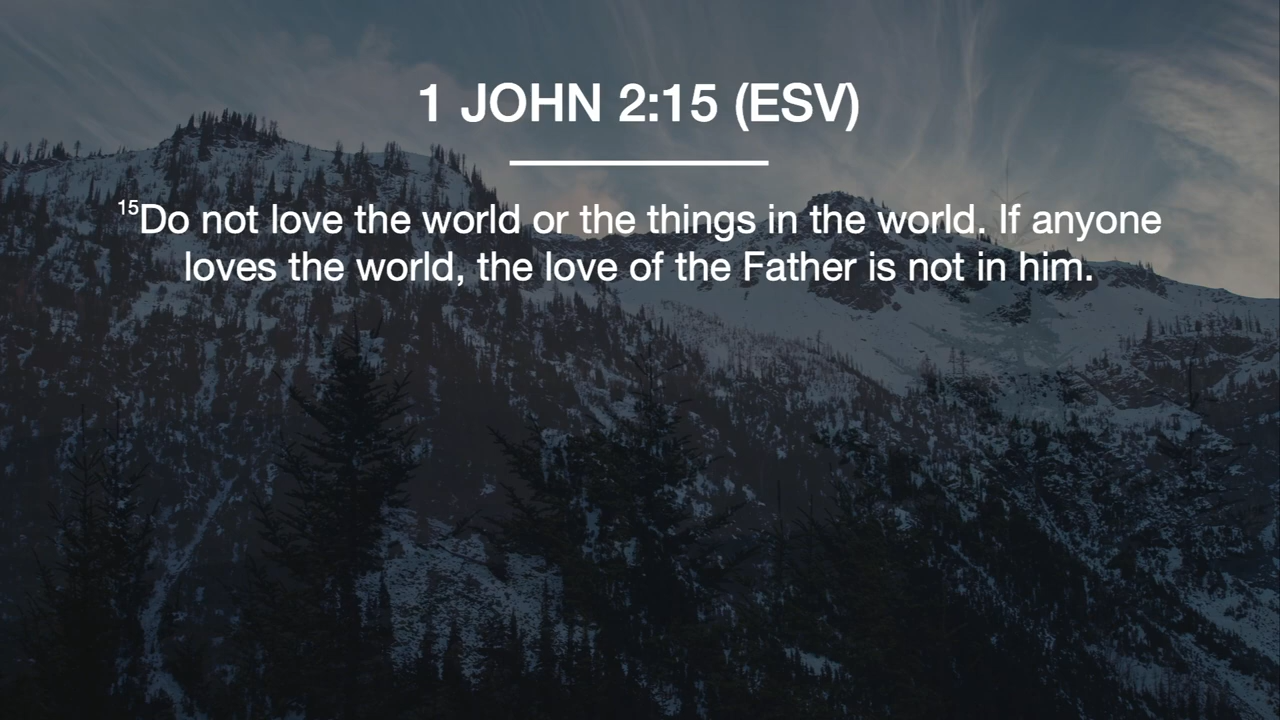 1 JOHN 2:15 (ESV)
15Do not love the world or the things in the world. If anyone
loves the world, the love of the Father is not in him.